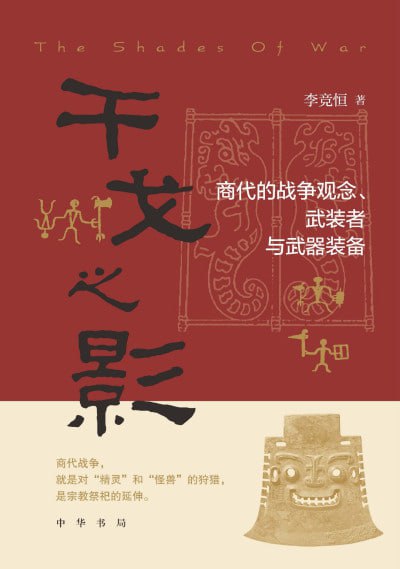 The Shades Of War
李竞恒 著
干戈之影
商代的战争观念、
武装者
与武器装备
商代战争，
就是对“精灵”和“怪兽”的狩猎，
是宗教祭祀的延伸。
中华书局